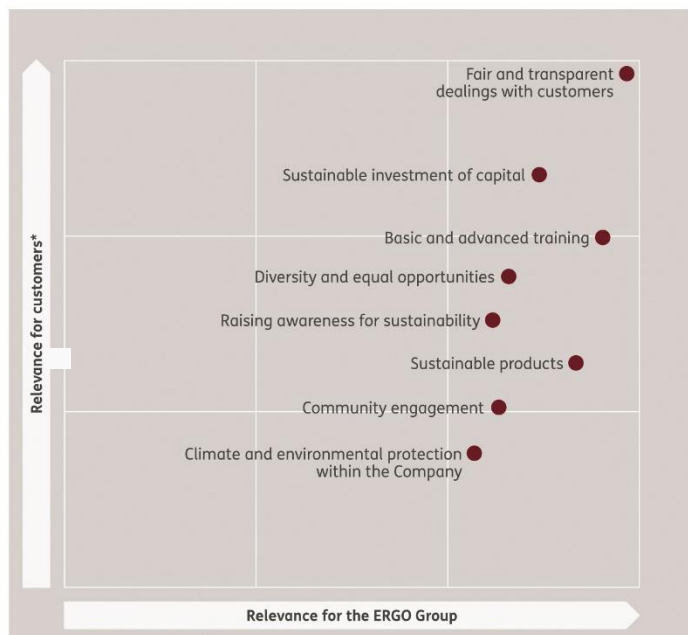 Fair and transparent
dealings with customers
Sustainable investment of capital
Basic and advanced training
Diversity and equal opportunities
Raising awareness for sustainability
Sustainable products
Community engagement
Climate and environmental protection
within the Company
Relevance for customers*
Relevance for the ERGO Group